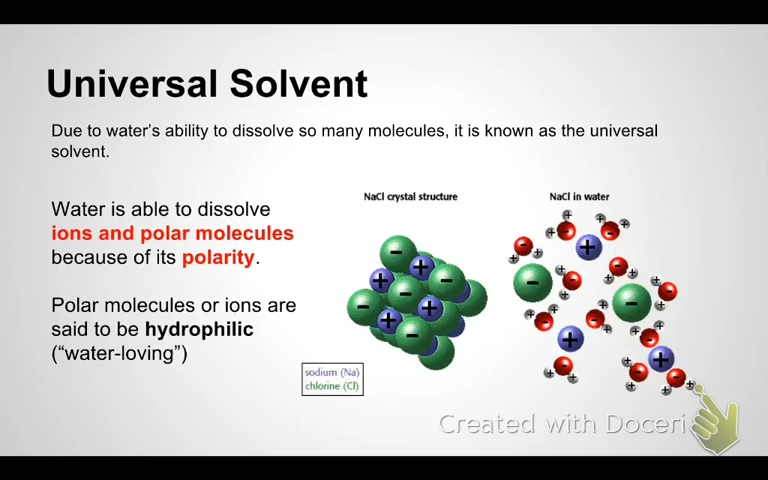 Universal Solvent
Due to water's ability to dissolve so many molecules, it is known as the universal
solvent.
Water is able to dissolve
ions and polar molecules
because of its polarity.
Polar molecules or ions are
said to be hydrophilic
("water-loving")
NaCl crystal structure
NaCl in water
sodium (Na)
chlorine (Cl)
Created with Doceri